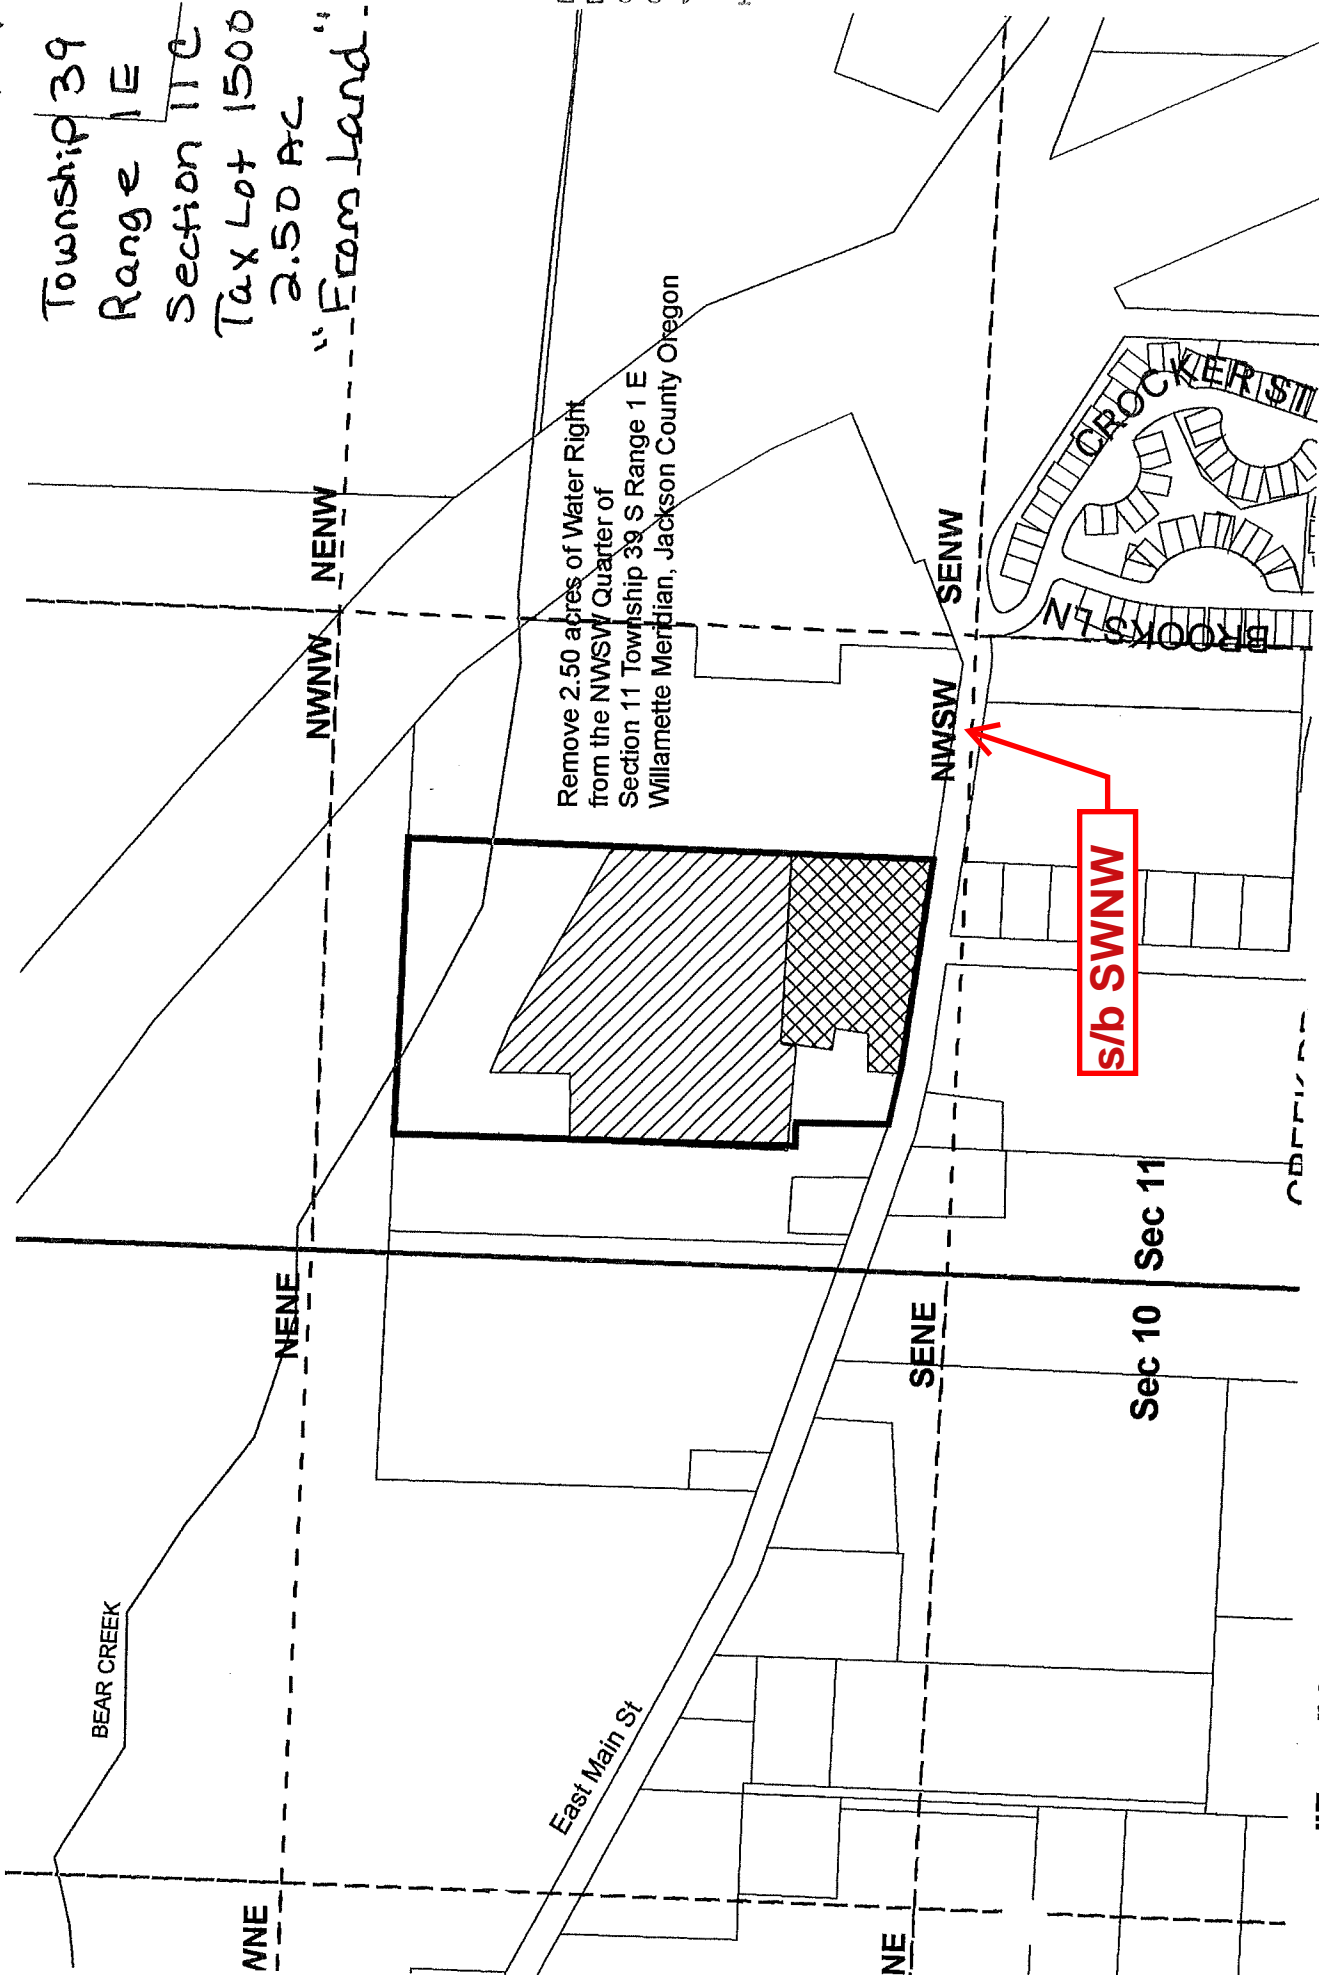 Township 39
Range 1E
Section 11C
Tax Lot 1500
2.50 AC
"From Land"
NENW
NWNW
Remove 2.50 acres of Water Right
from the NWSW Quarter of
Section 11 Township 39 S Range 1 E
Willamette Meridian, Jackson County Oregon
SENW
NWSW
CROCKER ST
BROOKS LN
s/b SWNW
NENE
SENE
Sec 10
Sec 11
BEAR CREEK
East Main St